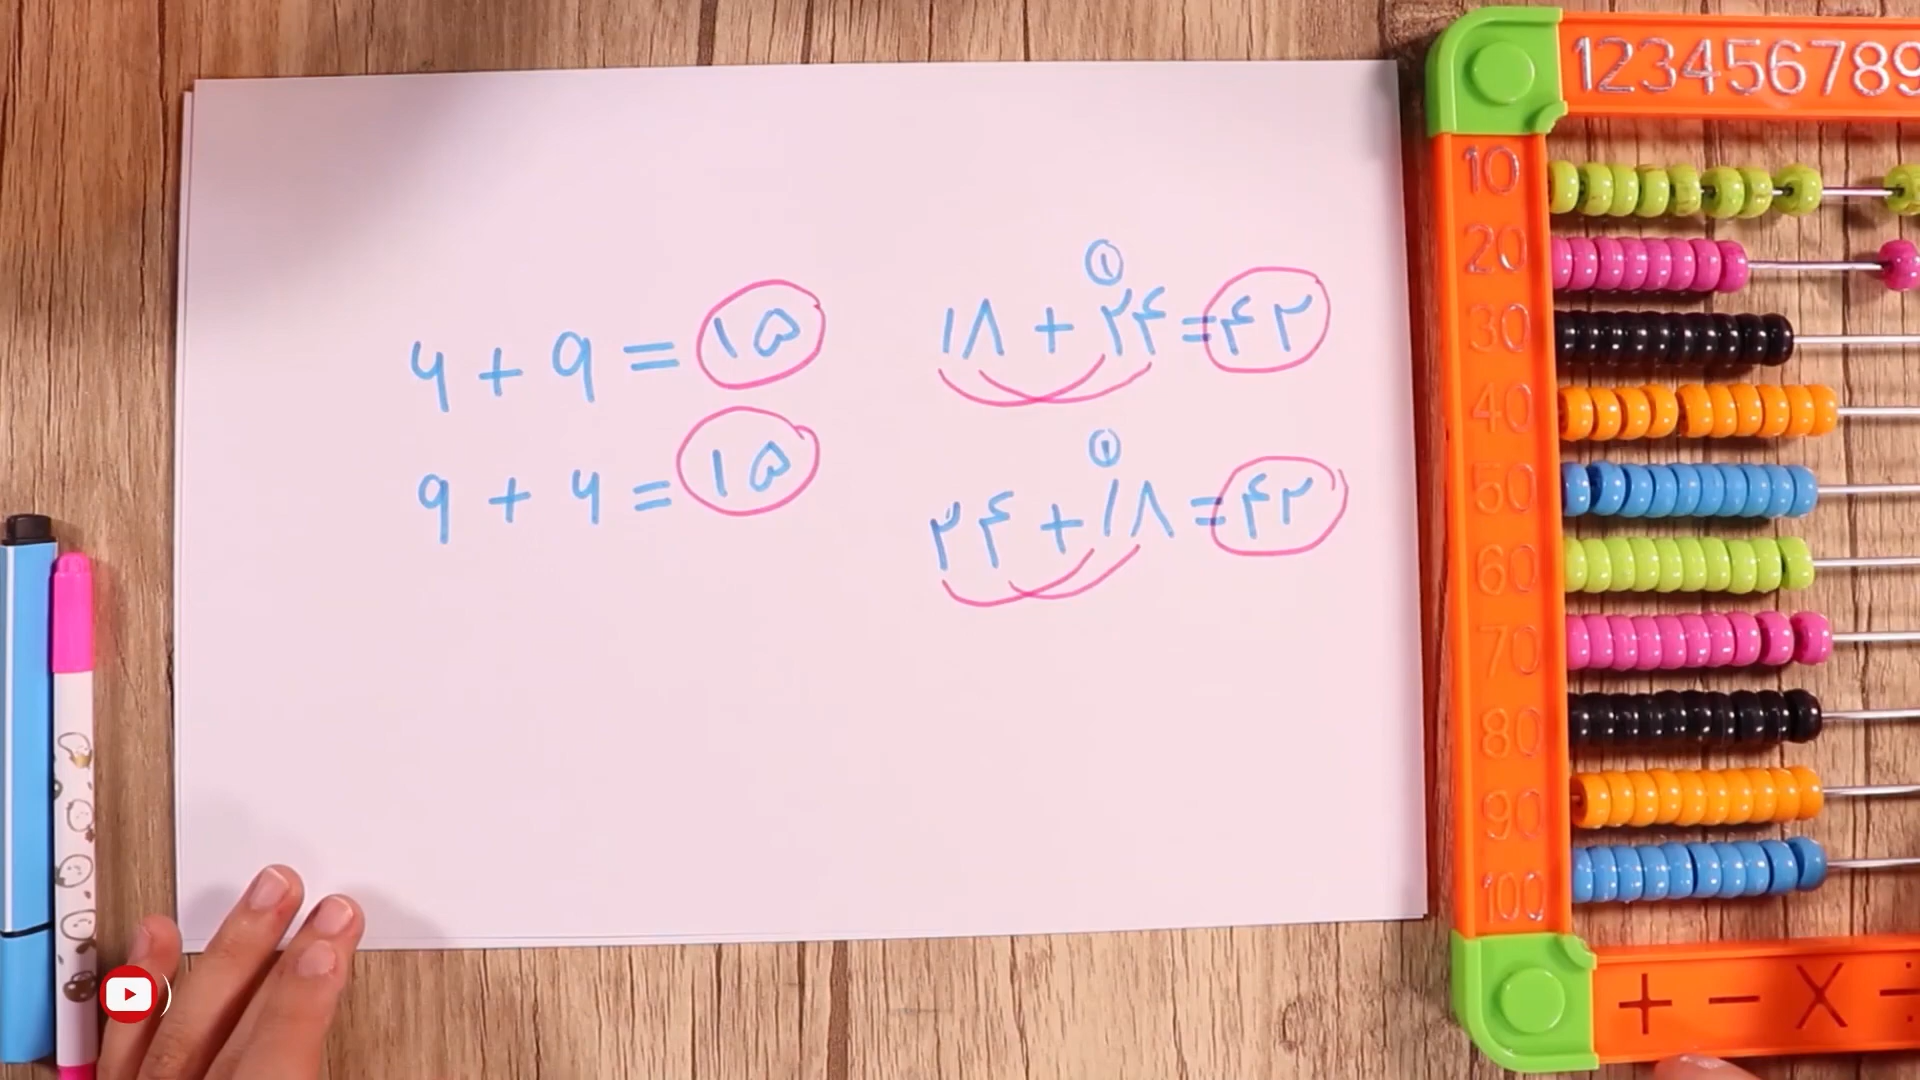 ۶ + ۹ = ۱۵
۹ + ۶ = ۱۵
۱
۱۸ + ۲۴ = ۴۲
۱
۲۴ + ۱۸ = ۴۲
123456789
10
20
30
40
50
60
70
80
90
100
+ − × ÷